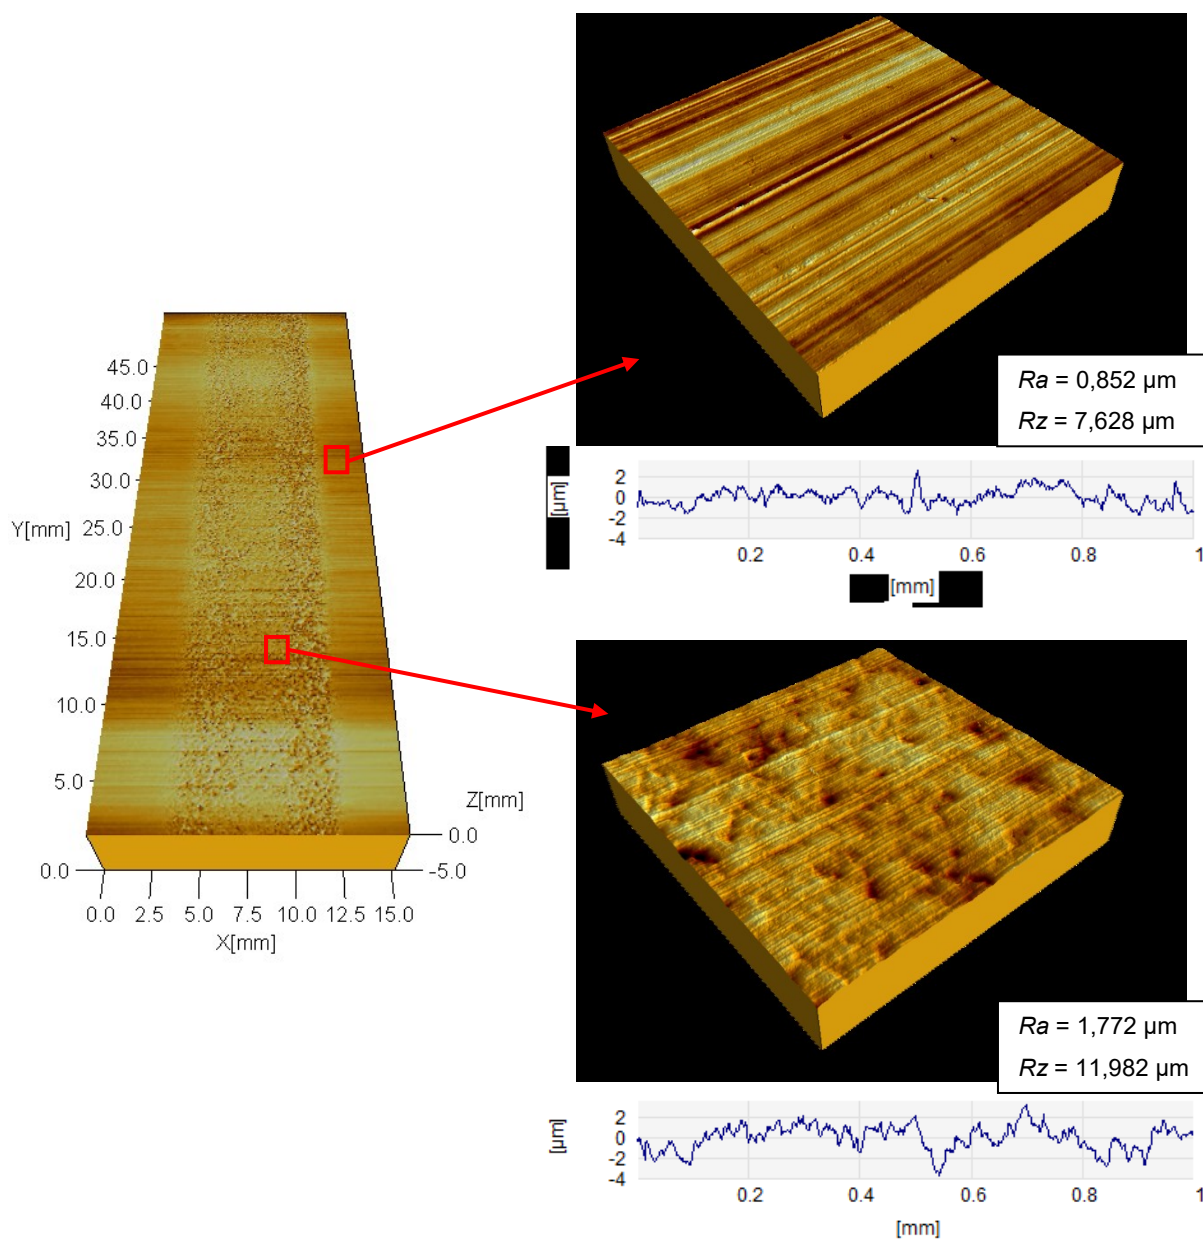 45.0
40.0
35.0
30.0
Y[mm] 25.0
20.0
15.0
10.0
5.0
Z[mm]
0.0
0.0 -5.0
0.0 2.5 5.0 7.5 10.0 12.5 15.0
X[mm]
Ra = 0,852 µm
Rz = 7,628 µm
[µm]
2
0
-2
-4
0.2 0.4 0.6 0.8 1
[mm]
Ra = 1,772 µm
Rz = 11,982 µm
[µm]
2
0
-2
-4
0.2 0.4 0.6 0.8 1
[mm]